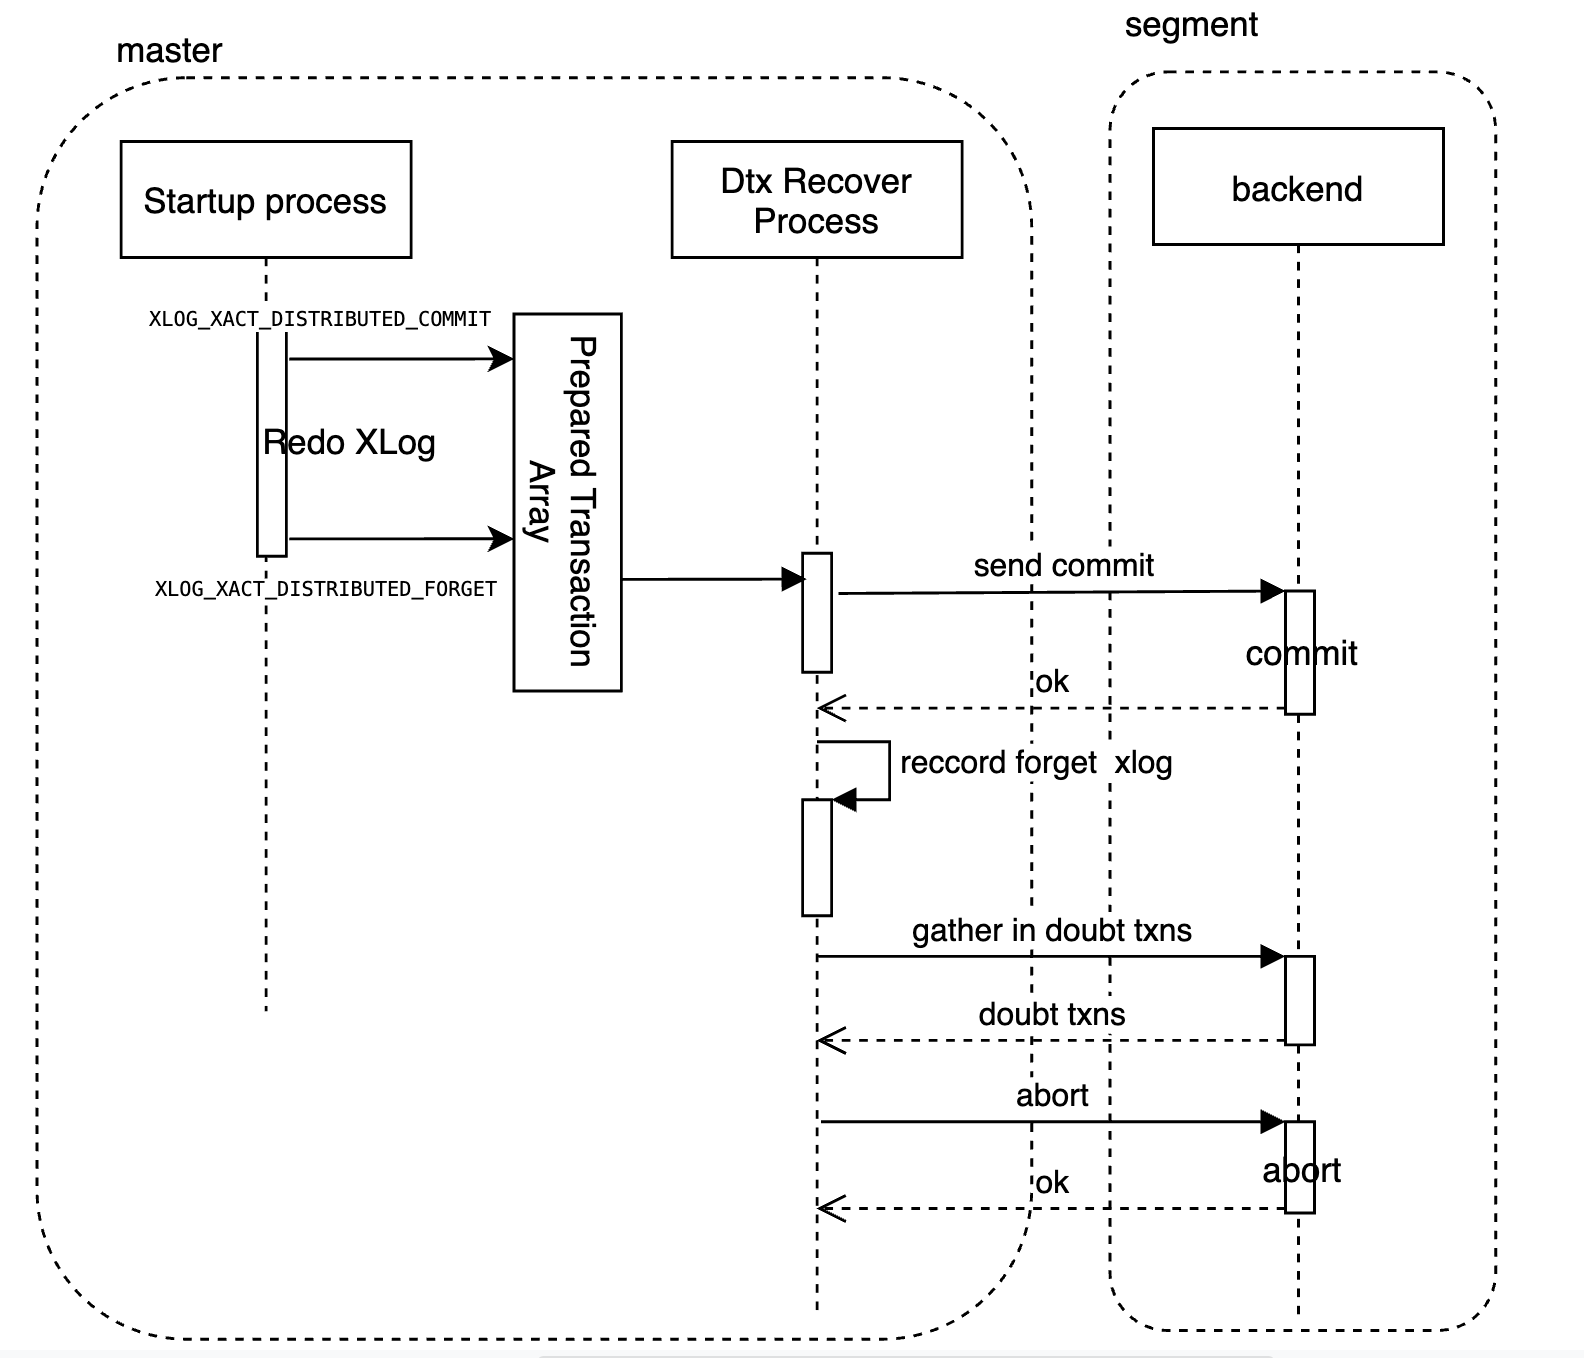 segment
master
Startup process
Dtx Recover
Process
backend
XLOG_XACT_DISTRIBUTED_COMMIT
Prepared Transaction
Array
Redo XLog
XLOG_XACT_DISTRIBUTED_FORGET
send commit
commit
ok
reccord forget  xlog
gather in doubt txns
doubt txns
abort
abort
ok